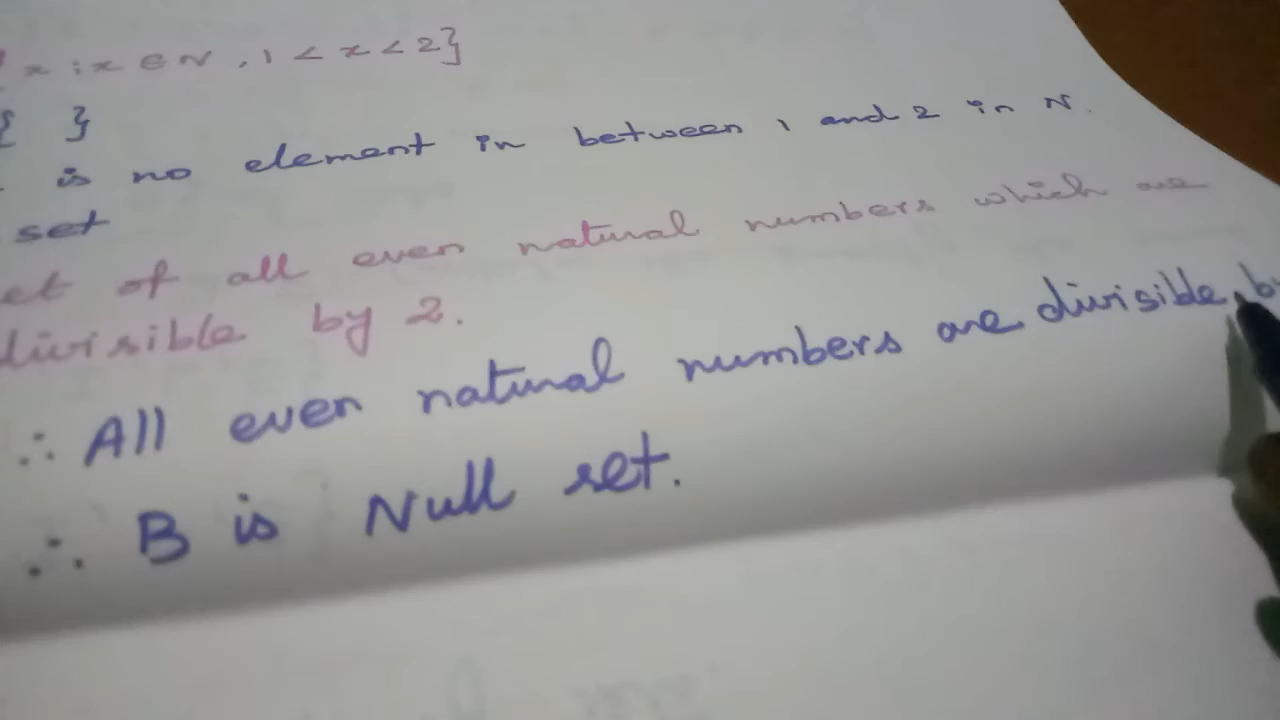 x : x ∈ N , 1 < x < 2}
{ }
is no element in between 1 and 2 in N.
set
et of all even natural numbers which are
divisible by 2.
∴ All even natural numbers are divisible
∴ B is Null set.